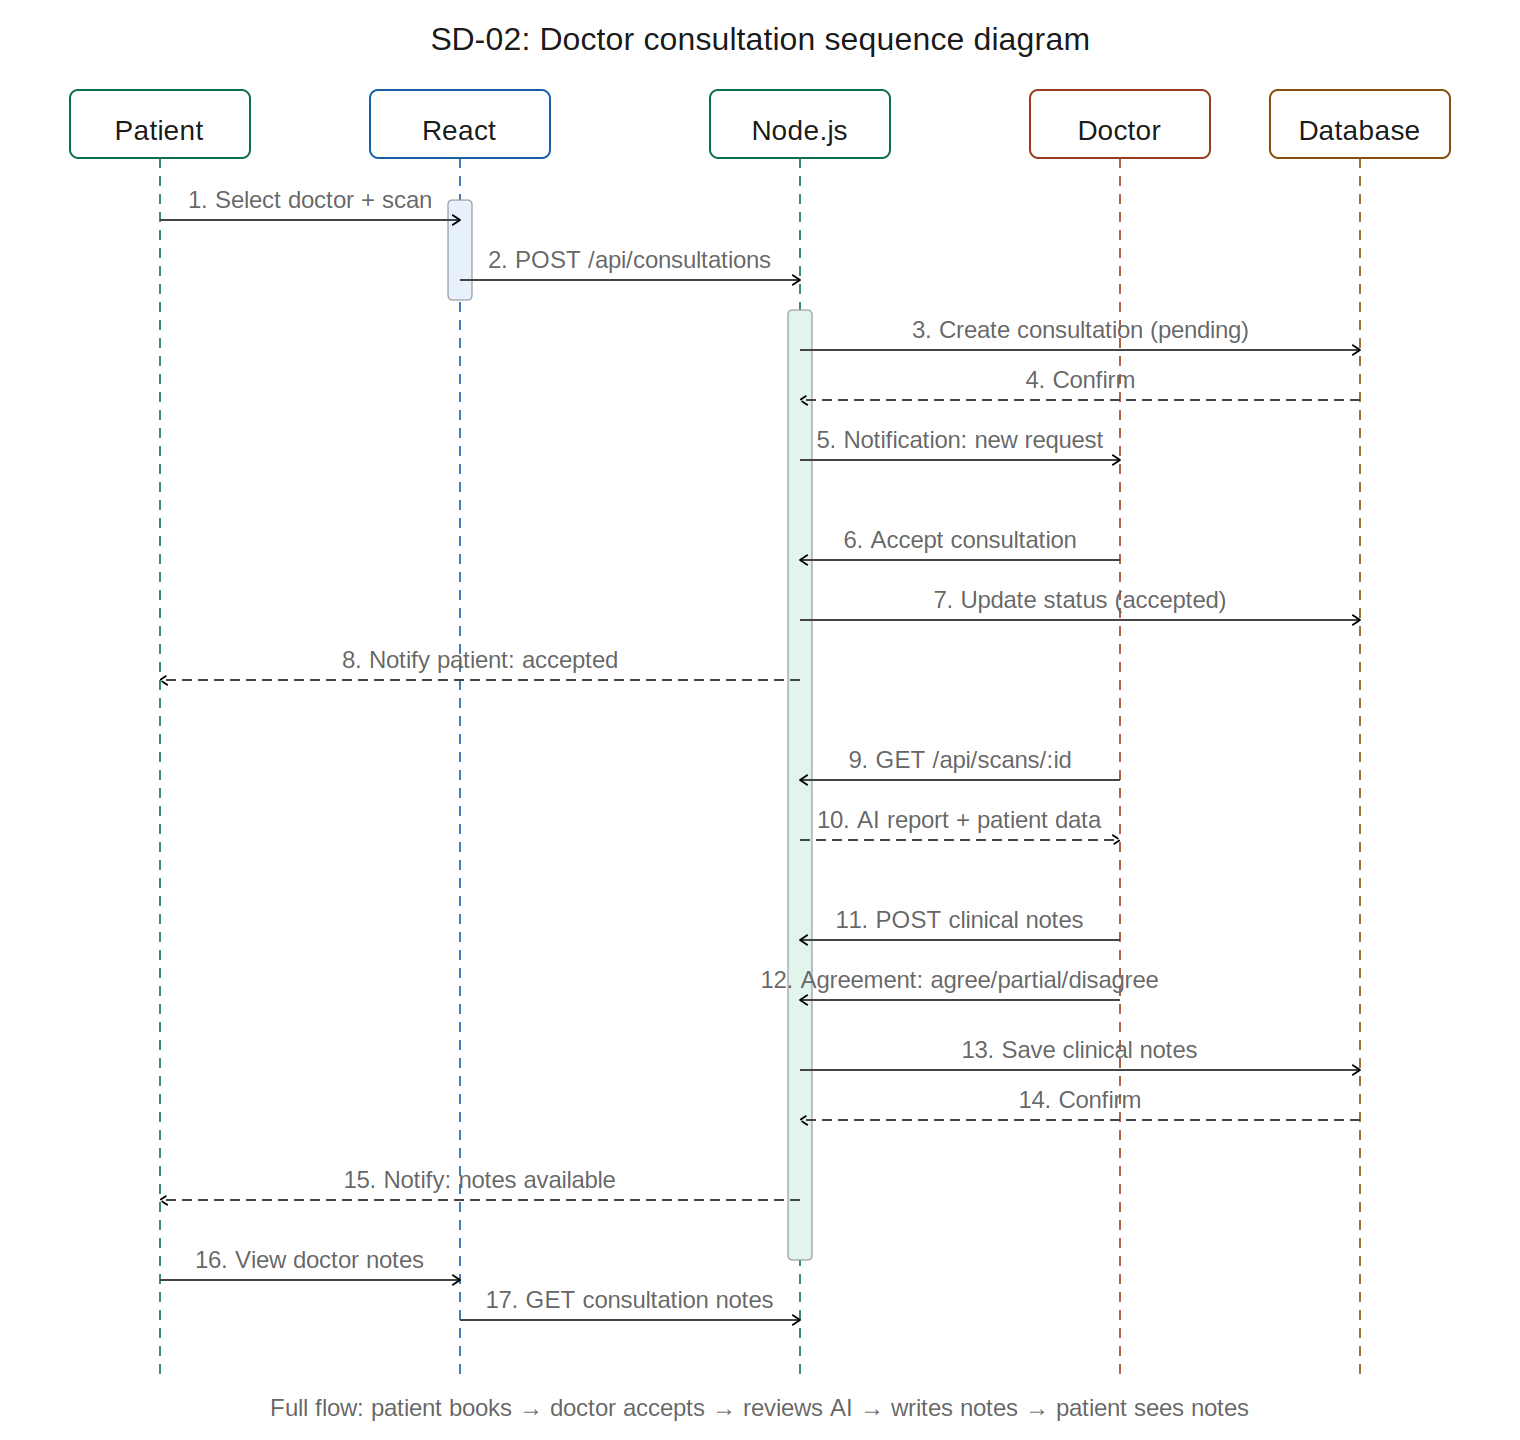 SD-02: Doctor consultation sequence diagram
Patient
React
Node.js
Doctor
Database
1. Select doctor + scan
2. POST /api/consultations
3. Create consultation (pending)
4. Confirm
5. Notification: new request
6. Accept consultation
7. Update status (accepted)
8. Notify patient: accepted
9. GET /api/scans/:id
10. AI report + patient data
11. POST clinical notes
12. Agreement: agree/partial/disagree
13. Save clinical notes
14. Confirm
15. Notify: notes available
16. View doctor notes
17. GET consultation notes
Full flow: patient books → doctor accepts → reviews AI → writes notes → patient sees notes